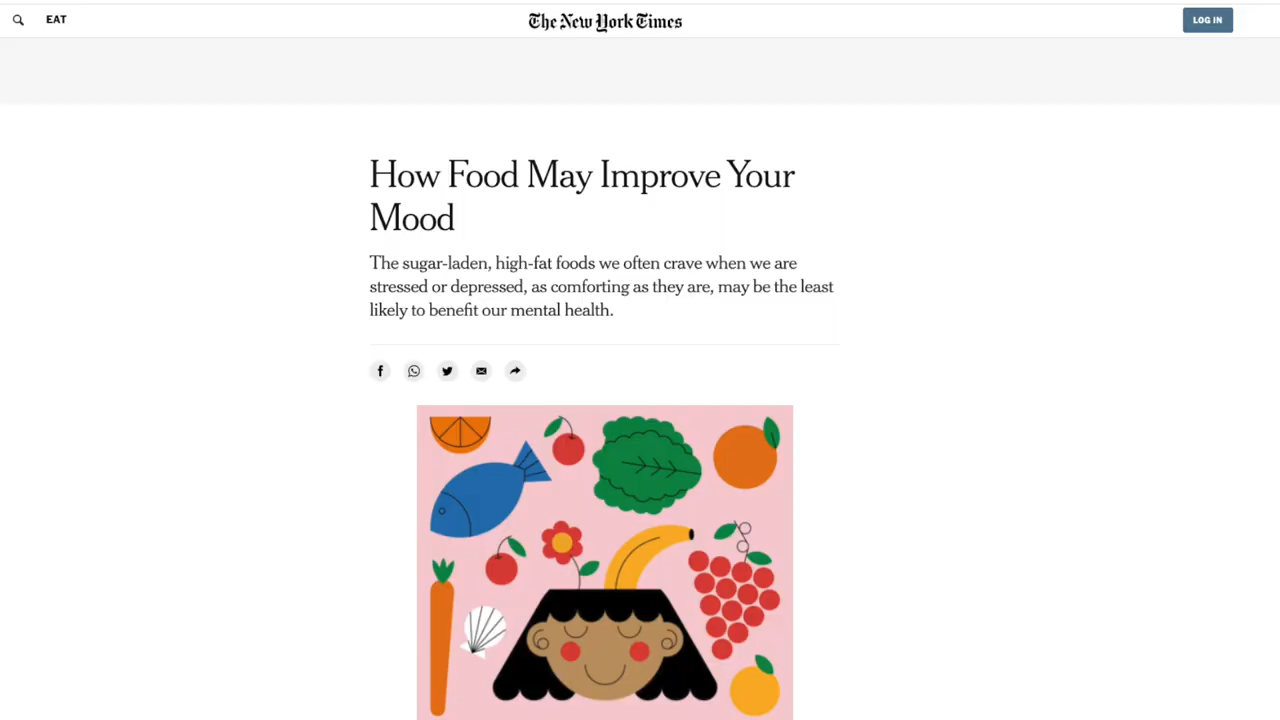 EAT
The New York Times
LOG IN
How Food May Improve Your
Mood
The sugar-laden, high-fat foods we often crave when we are
stressed or depressed, as comforting as they are, may be the least
likely to benefit our mental health.